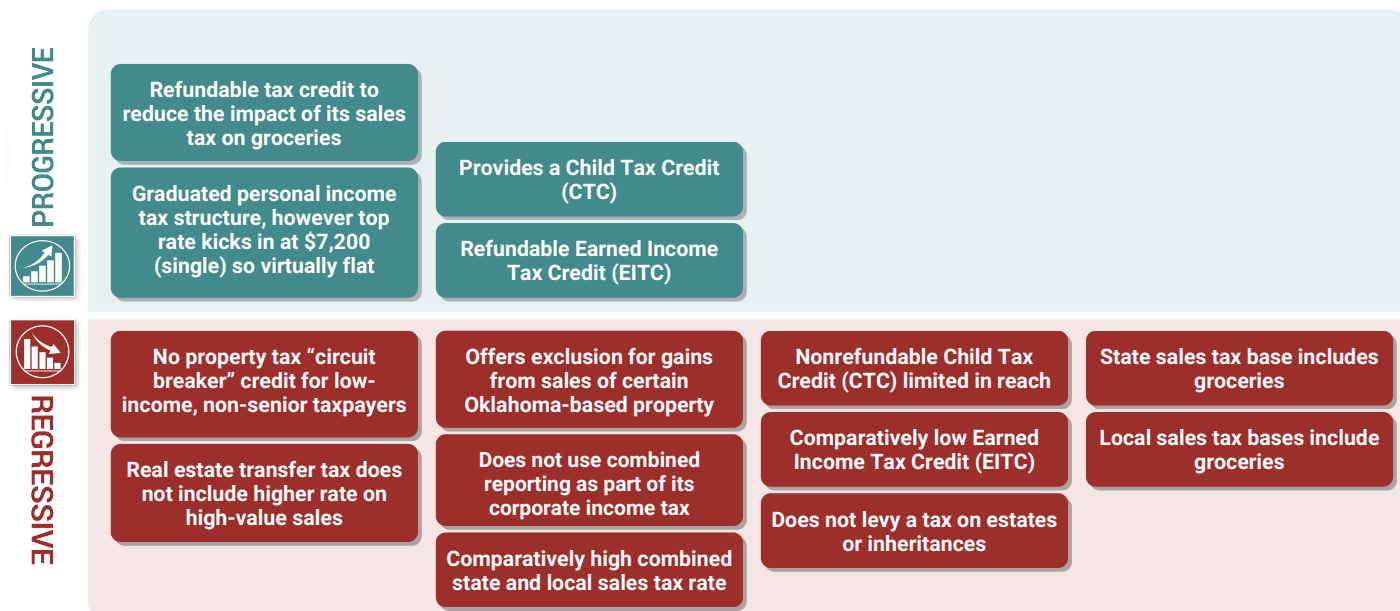 PROGRESSIVE
Refundable tax credit to
reduce the impact of its sales
tax on groceries
Graduated personal income
tax structure, however top
rate kicks in at $7,200
(single) so virtually flat
Provides a Child Tax Credit
(CTC)
Refundable Earned Income
Tax Credit (EITC)
REGRESSIVE
No property tax “circuit
breaker” credit for low-
income, non-senior taxpayers
Real estate transfer tax does
not include higher rate on
high-value sales
Offers exclusion for gains
from sales of certain
Oklahoma-based property
Does not use combined
reporting as part of its
corporate income tax
Comparatively high combined
state and local sales tax rate
Nonrefundable Child Tax
Credit (CTC) limited in reach
Comparatively low Earned
Income Tax Credit (EITC)
Does not levy a tax on estates
or inheritances
State sales tax base includes
groceries
Local sales tax bases include
groceries